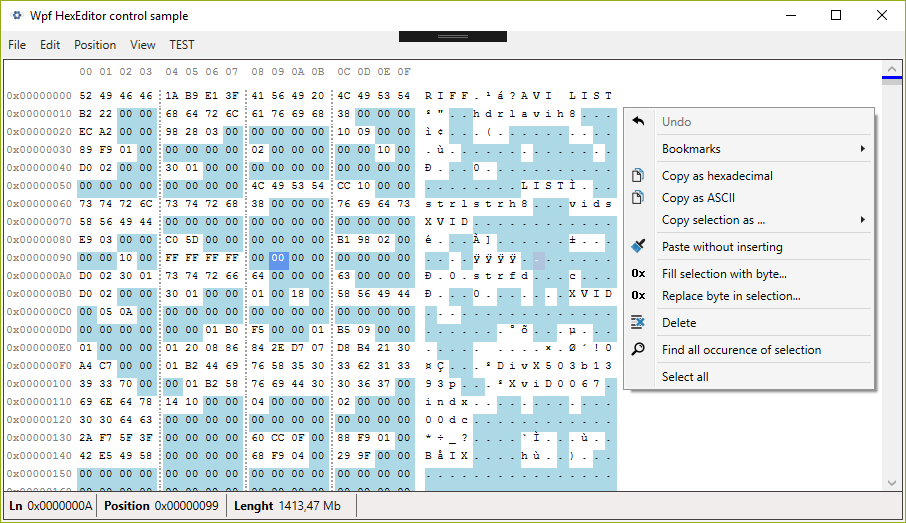 Wpf HexEditor control sample
File Edit Position View TEST
00 01 02 03 04 05 06 07 08 09 0A 0B 0C 0D 0E 0F
0x00000000 52 49 46 46 1A B9 E1 3F 41 56 49 20 4C 49 53 54 RIFF.¹á?AVI LIST
0x00000010 B2 22 00 00 68 64 72 6C 61 76 69 68 38 00 00 00 ²"..hdrlavih8...
0x00000020 EC A2 00 00 98 28 03 00 00 00 00 00 10 09 00 00 ì¢...(..........
0x00000030 89 F9 01 00 00 00 00 00 02 00 00 00 00 00 10 00 .ù..............
0x00000040 D0 02 00 00 30 01 00 00 00 00 00 00 00 00 00 00 Ð...0...........
0x00000050 00 00 00 00 00 00 00 00 4C 49 53 54 CC 10 00 00 ........LISTÌ...
0x00000060 73 74 72 6C 73 74 72 68 38 00 00 00 76 69 64 73 strlstrh8...vids
0x00000070 58 56 49 44 00 00 00 00 00 00 00 00 00 00 00 00 XVID............
0x00000080 E9 03 00 00 C0 5D 00 00 00 00 00 00 B1 98 02 00 é...À]......±...
0x00000090 00 00 10 00 FF FF FF FF 00 00 00 00 00 00 00 00 ....ÿÿÿÿ........
0x000000A0 D0 02 30 01 73 74 72 66 64 00 00 00 63 00 00 00 Ð.0.strfd...c...
0x000000B0 D0 02 00 00 30 01 00 00 01 00 18 00 58 56 49 44 Ð...0.......XVID
0x000000C0 00 05 0A 00 00 00 00 00 00 00 00 00 00 00 00 00 ................
0x000000D0 00 00 00 00 00 00 01 B0 F5 00 00 01 B5 09 00 00 .......°õ...µ...
0x000000E0 01 00 00 00 01 20 08 86 84 2E D7 07 D8 B4 21 30 ..... ....×.Ø´!0
0x000000F0 A4 C7 00 00 01 B2 44 69 76 58 35 30 33 62 31 33 ¤Ç...²DivX503b13
0x00000100 39 33 70 00 00 00 01 B2 58 76 69 44 30 30 36 37 93p....²XviD0067
0x00000110 69 6E 64 78 14 10 00 00 04 00 00 00 02 00 00 00 indx............
0x00000120 30 30 64 63 00 00 00 00 00 00 00 00 00 00 00 00 00dc............
0x00000130 2A F7 5F 3F 00 00 00 00 60 CC 0F 00 88 F9 01 00 *÷_?....`Ì...ù..
0x00000140 42 E5 49 58 00 00 00 00 68 F9 04 00 29 9F 00 00 BåIX....hù..)...
0x00000150 00 00 00 00 00 00 00 00 00 00 00 00 00 00 00 00 ................
Undo
Bookmarks
Copy as hexadecimal
Copy as ASCII
Copy selection as ...
Paste without inserting
0x Fill selection with byte...
0x Replace byte in selection...
Delete
Find all occurence of selection
Select all
Ln 0x0000000A Position 0x00000099 Lenght 1413,47 Mb